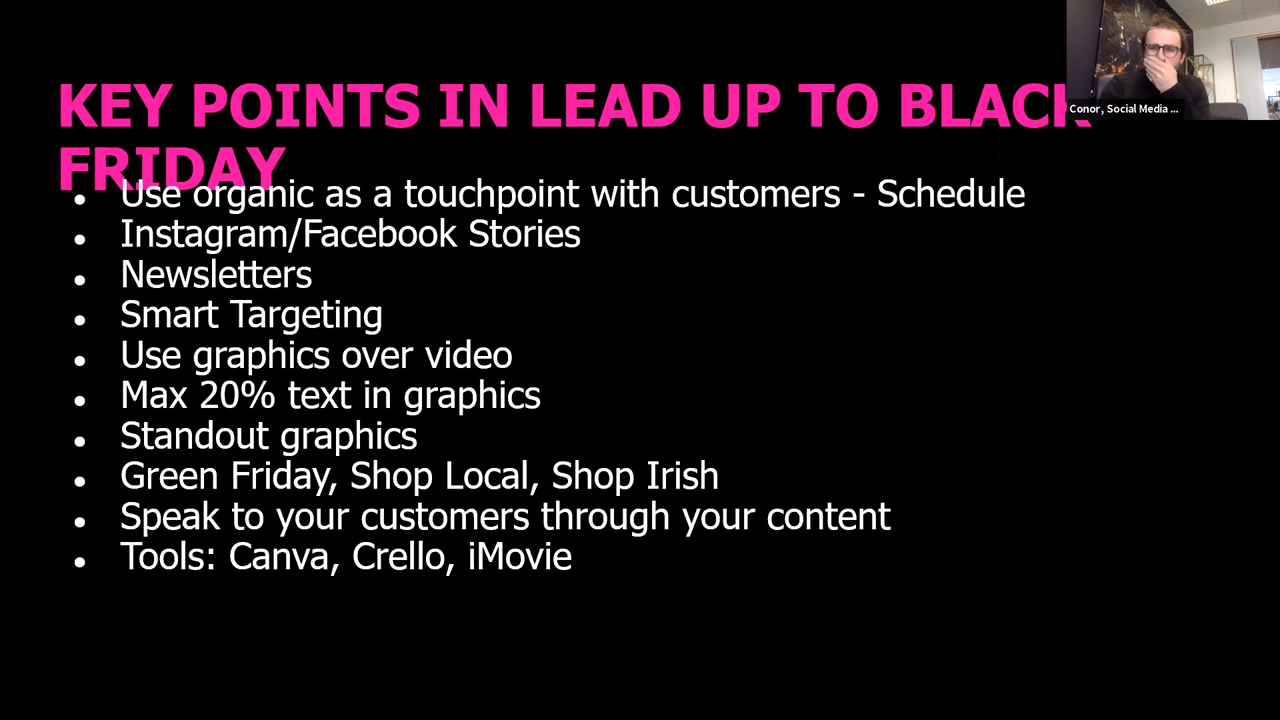 KEY POINTS IN LEAD UP TO BLACK
FRIDAY
• Use organic as a touchpoint with customers - Schedule
• Instagram/Facebook Stories
• Newsletters
• Smart Targeting
• Use graphics over video
• Max 20% text in graphics
• Standout graphics
• Green Friday, Shop Local, Shop Irish
• Speak to your customers through your content
• Tools: Canva, Crello, iMovie
Conor, Social Media ...